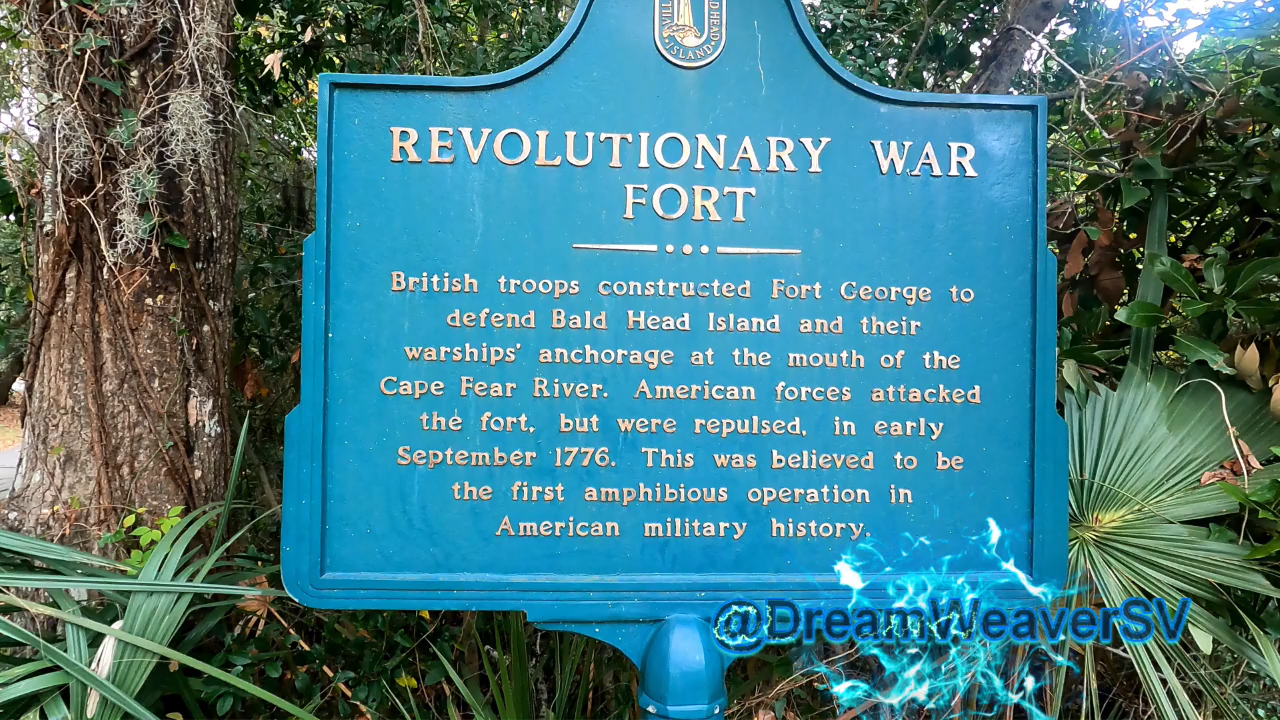 ISLAND
REVOLUTIONARY WAR
FORT
British troops constructed Fort George to
defend Bald Head Island and their
warships' anchorage at the mouth of the
Cape Fear River. American forces attacked
the fort, but were repulsed, in early
September 1776. This was believed to be
the first amphibious operation in
American military history.
@DreamWeaverSV